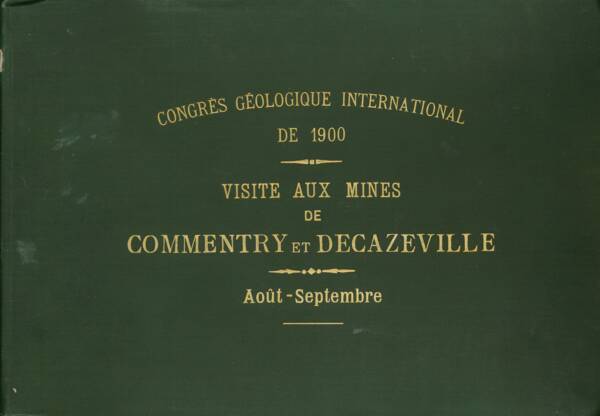 CONGRÈS GÉOLOGIQUE INTERNATIONAL
DE 1900
VISITE AUX MINES
DE
COMMENTRY ET DECAZEVILLE
Août-Septembre